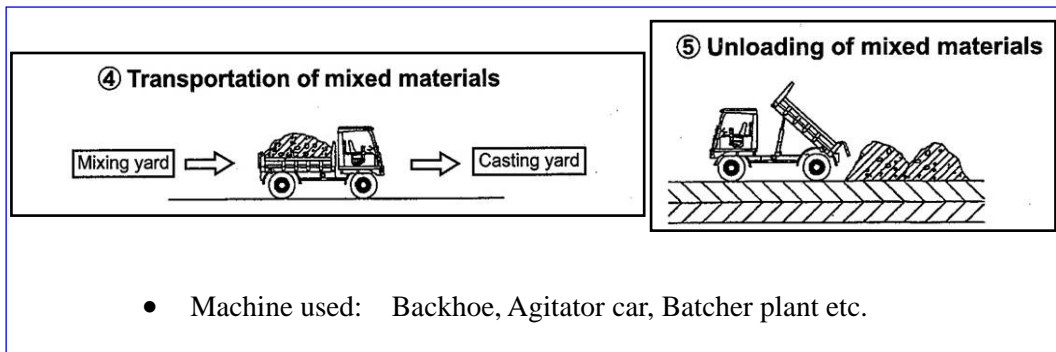 ④ Transportation of mixed materials
Mixing yard
Casting yard
⑤ Unloading of mixed materials
• Machine used: Backhoe, Agitator car, Batcher plant etc.